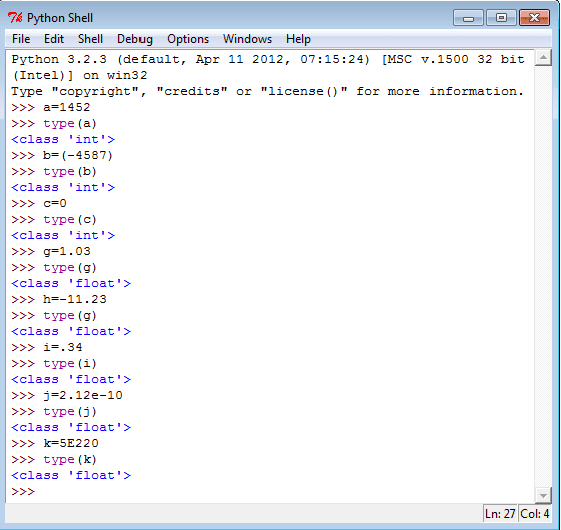 Python Shell
File Edit Shell Debug Options Windows Help
Python 3.2.3 (default, Apr 11 2012, 07:15:24) [MSC v.1500 32 bit
(Intel)] on win32
Type "copyright", "credits" or "license()" for more information.
>>> a=1452
>>> type(a)
<class 'int'>
>>> b=(-4587)
>>> type(b)
<class 'int'>
>>> c=0
>>> type(c)
<class 'int'>
>>> g=1.03
>>> type(g)
<class 'float'>
>>> h=-11.23
>>> type(g)
<class 'float'>
>>> i=.34
>>> type(i)
<class 'float'>
>>> j=2.12e-10
>>> type(j)
<class 'float'>
>>> k=5E220
>>> type(k)
<class 'float'>
>>>
Ln: 27 Col: 4